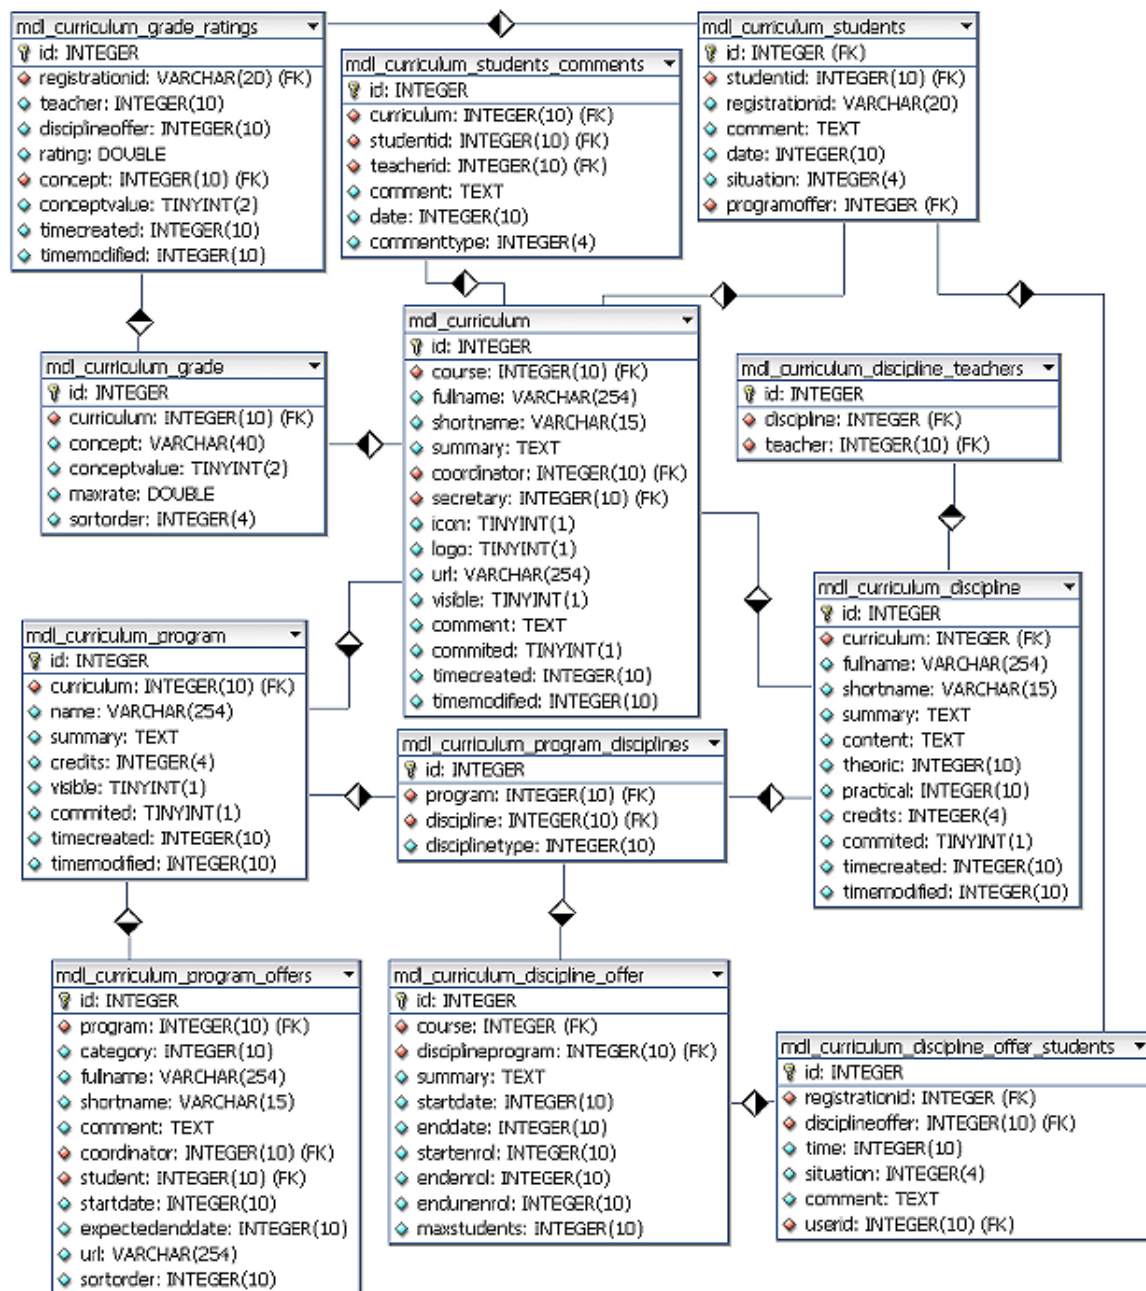 mdl_curriculum_grade_ratings
id: INTEGER
registrationid: VARCHAR(20) (FK)
teacher: INTEGER(10)
disciplineoffer: INTEGER(10)
rating: DOUBLE
concept: INTEGER(10) (FK)
conceptvalue: TINYINT(2)
timecreated: INTEGER(10)
timemodified: INTEGER(10)
mdl_curriculum_students_comments
id: INTEGER
curriculum: INTEGER(10) (FK)
studentid: INTEGER(10) (FK)
teacherid: INTEGER(10) (FK)
comment: TEXT
date: INTEGER(10)
commenttype: INTEGER(4)
mdl_curriculum_students
id: INTEGER (FK)
studentid: INTEGER(10) (FK)
registrationid: VARCHAR(20)
comment: TEXT
date: INTEGER(10)
situation: INTEGER(4)
programoffer: INTEGER (FK)
mdl_curriculum_grade
id: INTEGER
curriculum: INTEGER(10) (FK)
concept: VARCHAR(40)
conceptvalue: TINYINT(2)
maxrate: DOUBLE
sortorder: INTEGER(4)
mdl_curriculum
id: INTEGER
course: INTEGER(10) (FK)
fullname: VARCHAR(254)
shortname: VARCHAR(15)
summary: TEXT
coordinator: INTEGER(10) (FK)
secretary: INTEGER(10) (FK)
icon: TINYINT(1)
logo: TINYINT(1)
url: VARCHAR(254)
visible: TINYINT(1)
comment: TEXT
commited: TINYINT(1)
timecreated: INTEGER(10)
timemodified: INTEGER(10)
mdl_curriculum_discipline_teachers
id: INTEGER
discipline: INTEGER (FK)
teacher: INTEGER(10) (FK)
mdl_curriculum_discipline
id: INTEGER
curriculum: INTEGER (FK)
fullname: VARCHAR(254)
shortname: VARCHAR(15)
summary: TEXT
content: TEXT
theoric: INTEGER(10)
practical: INTEGER(10)
credits: INTEGER(4)
commited: TINYINT(1)
timecreated: INTEGER(10)
timemodified: INTEGER(10)
mdl_curriculum_program
id: INTEGER
curriculum: INTEGER(10) (FK)
name: VARCHAR(254)
summary: TEXT
credits: INTEGER(4)
visible: TINYINT(1)
commited: TINYINT(1)
timecreated: INTEGER(10)
timemodified: INTEGER(10)
mdl_curriculum_program_disciplines
id: INTEGER
program: INTEGER(10) (FK)
discipline: INTEGER(10) (FK)
disciplinetype: INTEGER(10)
mdl_curriculum_program_offers
id: INTEGER
program: INTEGER(10) (FK)
category: INTEGER(10)
fullname: VARCHAR(254)
shortname: VARCHAR(15)
comment: TEXT
coordinator: INTEGER(10) (FK)
student: INTEGER(10) (FK)
startdate: INTEGER(10)
expectedenddate: INTEGER(10)
url: VARCHAR(254)
sortorder: INTEGER(10)
mdl_curriculum_discipline_offer
id: INTEGER
course: INTEGER (FK)
disciplineprogram: INTEGER(10) (FK)
summary: TEXT
startdate: INTEGER(10)
enddate: INTEGER(10)
startenrol: INTEGER(10)
endenrol: INTEGER(10)
endunenrol: INTEGER(10)
maxstudents: INTEGER(10)
mdl_curriculum_discipline_offer_students
id: INTEGER
registrationid: INTEGER (FK)
disciplineoffer: INTEGER(10) (FK)
time: INTEGER(10)
situation: INTEGER(4)
comment: TEXT
userid: INTEGER(10) (FK)